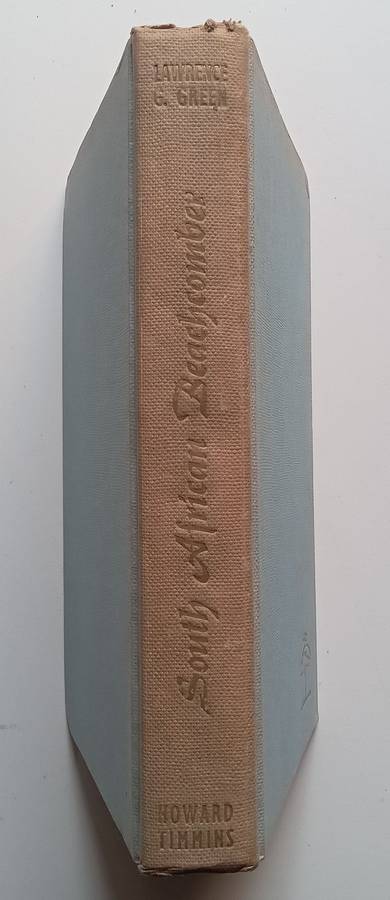 LAWRENCE
G. GREEN
South African Beachcomber
HOWARD
TIMMINS